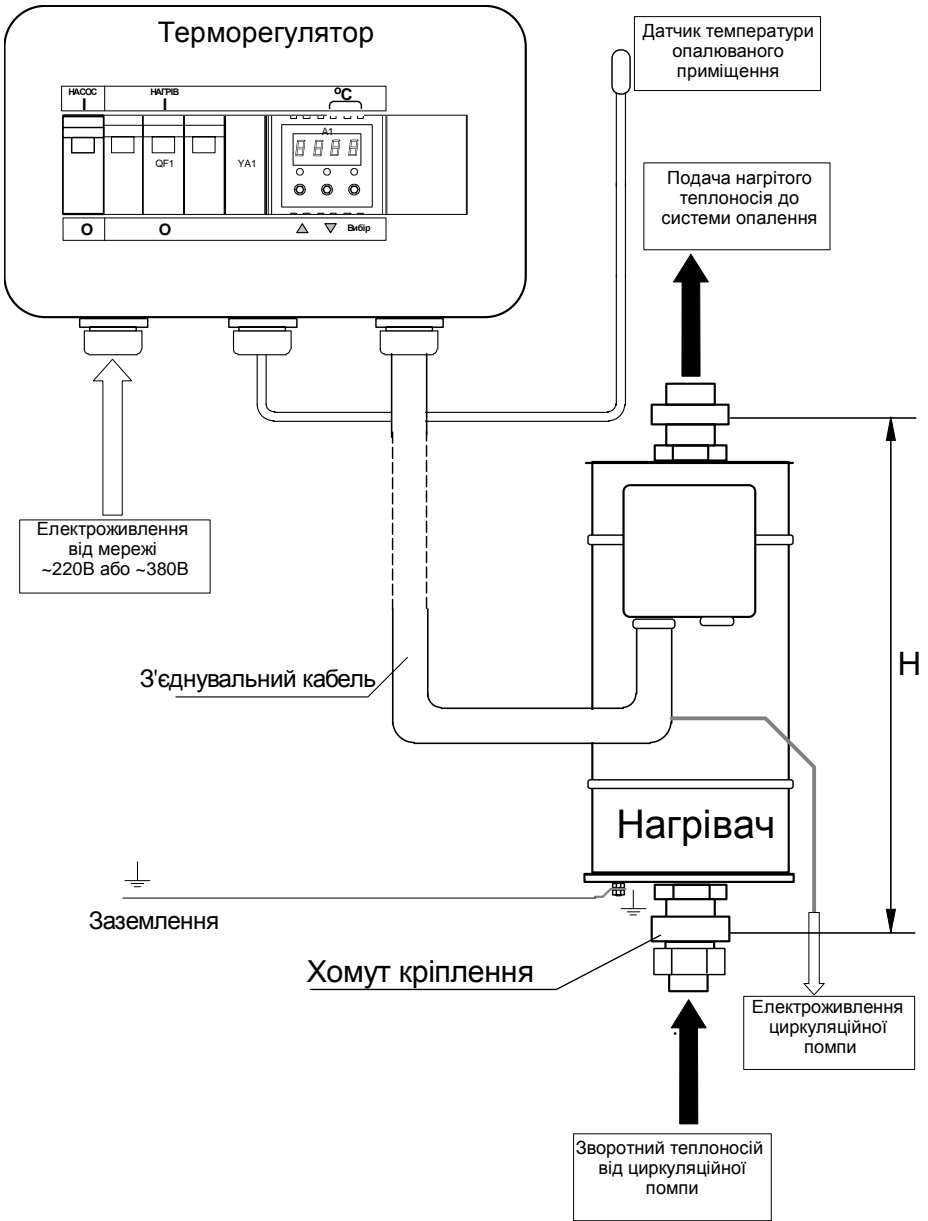 Терморегулятор
НАСОС
НАГРІВ
°C
A1
8888
QF1
YA1
O
O
Вибір
Датчик температури
опалюваного
приміщення
Подача нагрітого
теплоносія до
системи опалення
Електроживлення
від мережі
~220В або ~380В
З'єднувальний кабель
H
Нагрівач
Заземлення
Хомут кріплення
Електроживлення
циркуляційної
помпи
Зворотний теплоносій
від циркуляційної
помпи